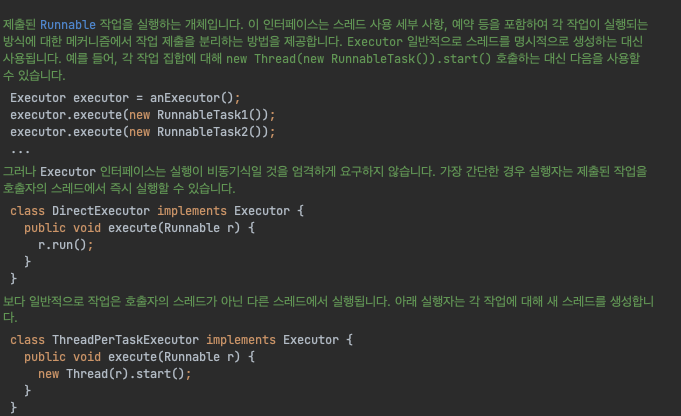 제출된 Runnable 작업을 실행하는 개체입니다. 이 인터페이스는 스레드 사용 세부 사항, 예약 등을 포함하여 각 작업이 실행되는
방식에 대한 메커니즘에서 작업 제출을 분리하는 방법을 제공합니다. Executor 일반적으로 스레드를 명시적으로 생성하는 대신
사용됩니다. 예를 들어, 각 작업 집합에 대해 new Thread(new RunnableTask()).start() 호출하는 대신 다음을 사용할
수 있습니다.
Executor executor = anExecutor();
executor.execute(new RunnableTask1());
executor.execute(new RunnableTask2());
...
그러나 Executor 인터페이스는 실행이 비동기식일 것을 엄격하게 요구하지 않습니다. 가장 간단한 경우 실행자는 제출된 작업을
호출자의 스레드에서 즉시 실행할 수 있습니다.
class DirectExecutor implements Executor {
  public void execute(Runnable r) {
    r.run();
  }
}
보다 일반적으로 작업은 호출자의 스레드가 아닌 다른 스레드에서 실행됩니다. 아래 실행자는 각 작업에 대해 새 스레드를 생성합니
다.
class ThreadPerTaskExecutor implements Executor {
  public void execute(Runnable r) {
    new Thread(r).start();
  }
}